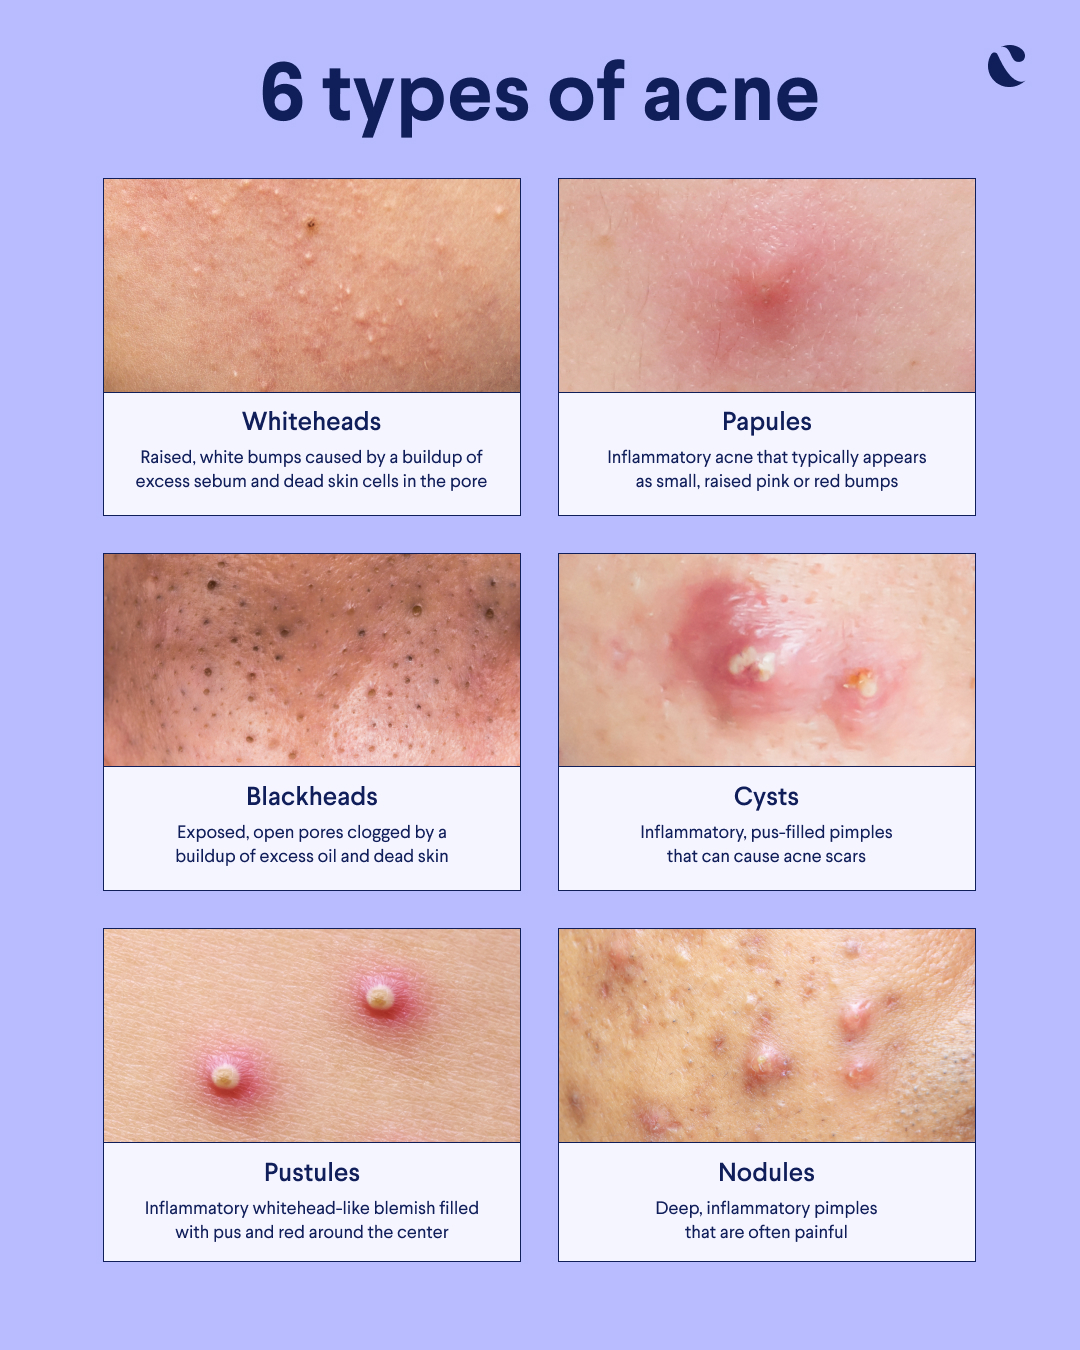 6 types of acne
Whiteheads
Raised, white bumps caused by a buildup of
excess sebum and dead skin cells in the pore
Papules
Inflammatory acne that typically appears
as small, raised pink or red bumps
Blackheads
Exposed, open pores clogged by a
buildup of excess oil and dead skin
Cysts
Inflammatory, pus-filled pimples
that can cause acne scars
Pustules
Inflammatory whitehead-like blemish filled
with pus and red around the center
Nodules
Deep, inflammatory pimples
that are often painful